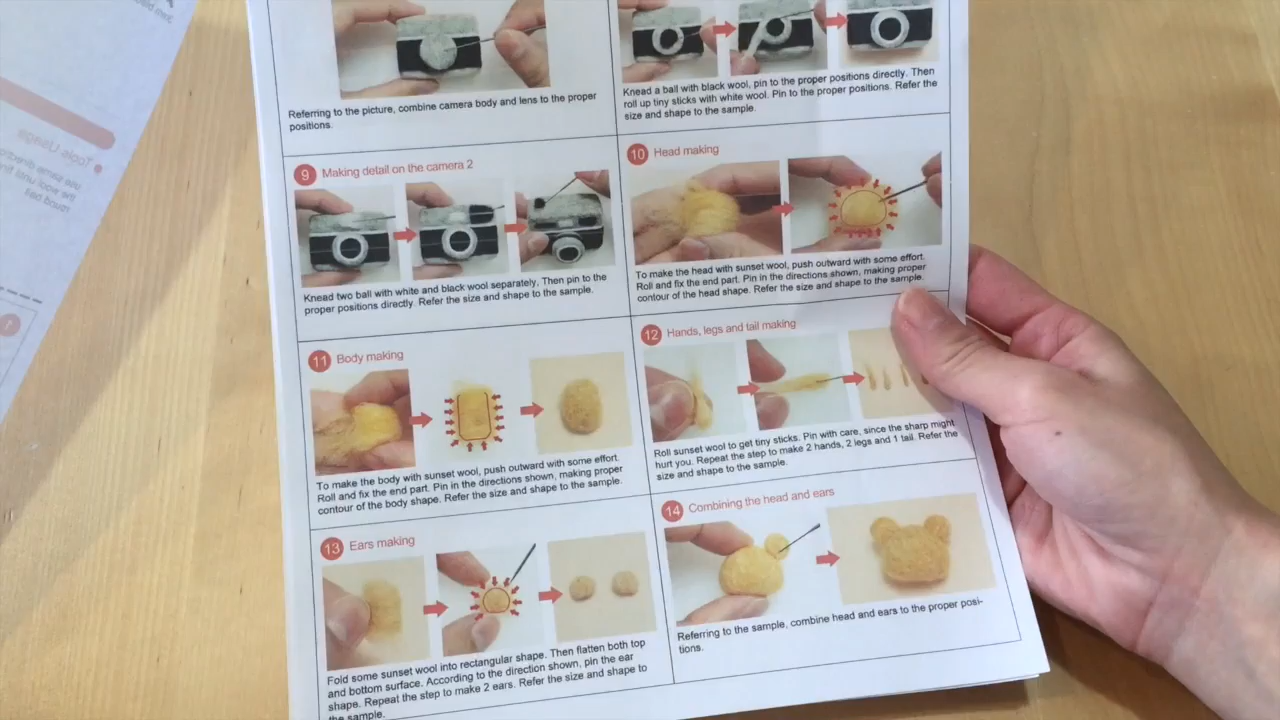 Referring to the picture, combine camera body and lens to the proper
positions.
Knead a ball with black wool, pin to the proper positions directly. Then
roll up tiny sticks with white wool. Pin to the proper positions. Refer the
size and shape to the sample.
9 Making detail on the camera 2
Knead two ball with white and black wool separately. Then pin to the
proper positions directly. Refer the size and shape to the sample.
10 Head making
To make the head with sunset wool, push outward with some effort.
Roll and fix the end part. Pin in the directions shown, making proper
contour of the head shape. Refer the size and shape to the sample.
11 Body making
To make the body with sunset wool, push outward with some effort.
Roll and fix the end part. Pin in the directions shown, making proper
contour of the body shape. Refer the size and shape to the sample.
12 Hands, legs and tail making
Roll sunset wool to get tiny sticks. Pin with care, since the sharp might
hurt you. Repeat the step to make 2 hands, 2 legs and 1 tail. Refer the
size and shape to the sample.
13 Ears making
Fold some sunset wool into rectangular shape. Then flatten both top
and bottom surface. According to the direction shown, pin the ear
shape. Repeat the step to make 2 ears. Refer the size and shape to
the sample.
14 Combining the head and ears
Referring to the sample, combine head and ears to the proper posi-
tions.
Tools Usage